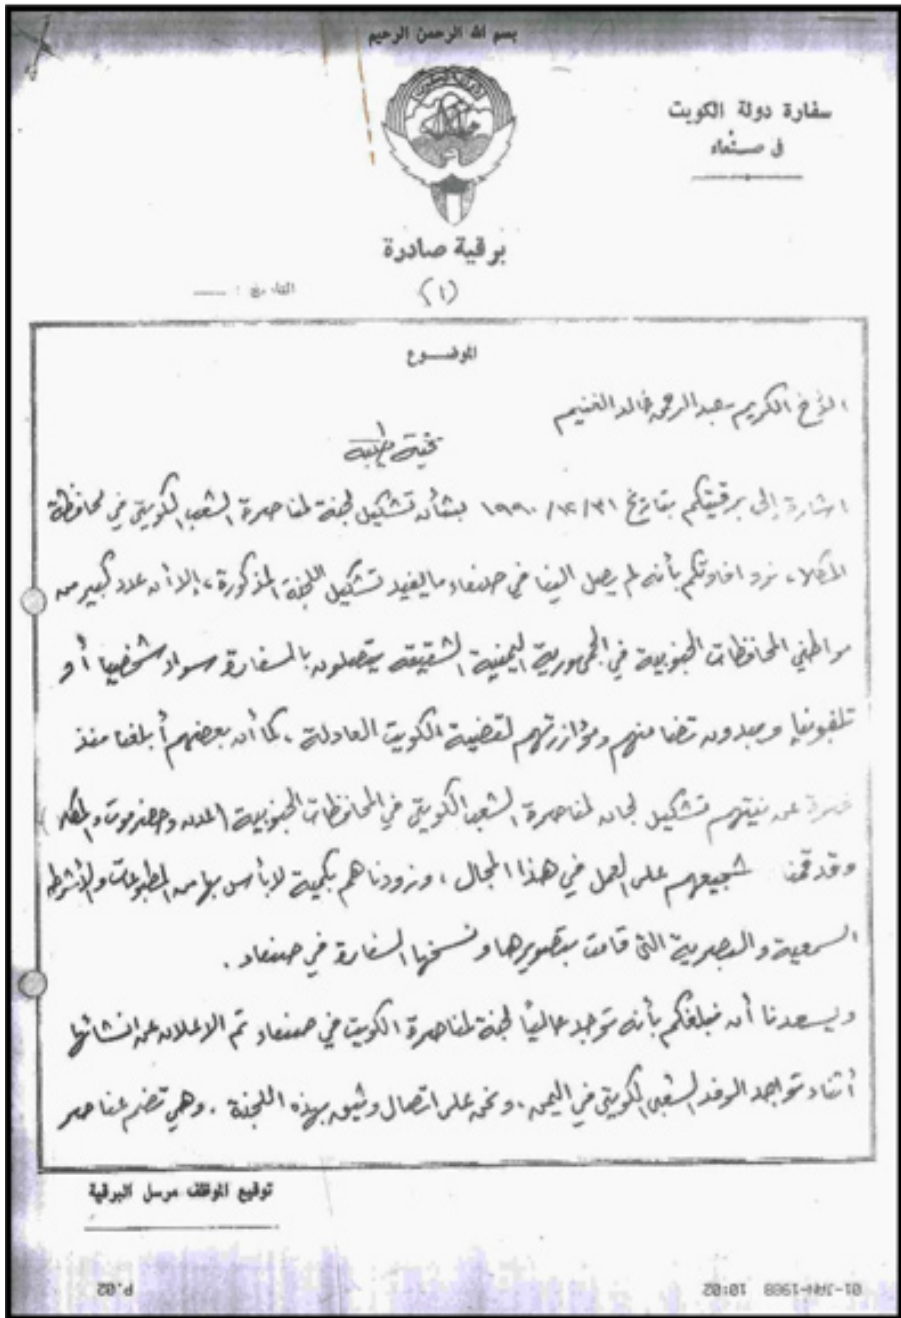 بسم الله الرحمن الرحيم
سفارة دولة الكويت
في صنعاء
برقية صادرة
(١)
التاريخ :
الموضوع
الأخ الكريم عبدالرحمن خالد الغنيم
تحية طيبة
اشارة إلى برقيتكم بتاريخ ١٩٩٠/١٢/٣١ بشأن تشكيل لجنة لمناصرة الشعب الكويتي في محافظة
المكلا، نود افادتكم بأنه لم يصل الينا في صنعاء ما يفيد تشكيل اللجنة المذكورة، إلا أن عدد كبير من
مواطني المحافظات الجنوبية في الجمهورية اليمنية الشقيقة يتصلون بالسفارة سواء شخصيا أو
تلفونيا ويبدون تضامنهم ومؤازرتهم لقضية الكويت العادلة، كما أن بعضهم أبلغنا منذ
فترة عن نيتهم تشكيل لجان لمناصرة الشعب الكويتي في المحافظات الجنوبية (عدن وحضرموت والمكلا)
وقد قمنا تشجيعهم على العمل في هذا المجال، وزودناهم بكمية لا بأس بها من المطبوعات والأشرطة
السمعية والبصرية التي قامت بتصويرها ونسخها السفارة في صنعاء.
ويسعدنا أن نبلغكم بأنه توجد حالياً لجنة لمناصرة الكويت في صنعاء تم الاعلان عن انشائها
أثناء تواجد الوفد الشعبي الكويتي في اليمن، ونحن على اتصال وثيق بهذه اللجنة. وهي تضم عناصر
توقيع الموظف مرسل البرقية
01-JAN-1988 10:02
P.02